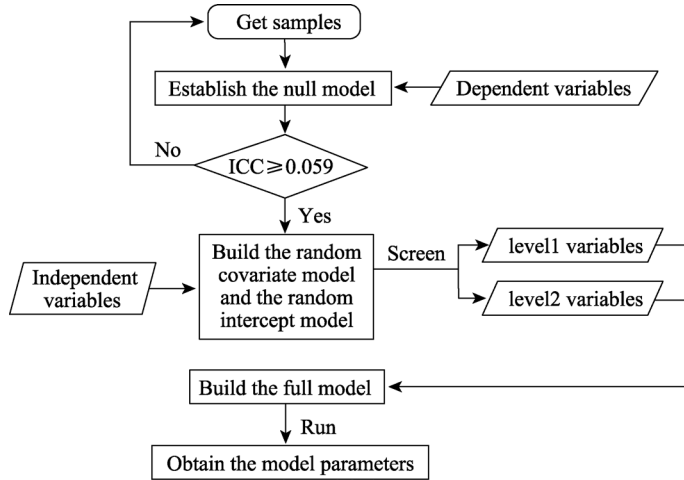 Get samples
Establish the null model
Dependent variables
No
ICC≥0.059
Yes
Build the random
covariate model
and the random
intercept model
Independent
variables
Screen
level1 variables
level2 variables
Build the full model
Run
Obtain the model parameters